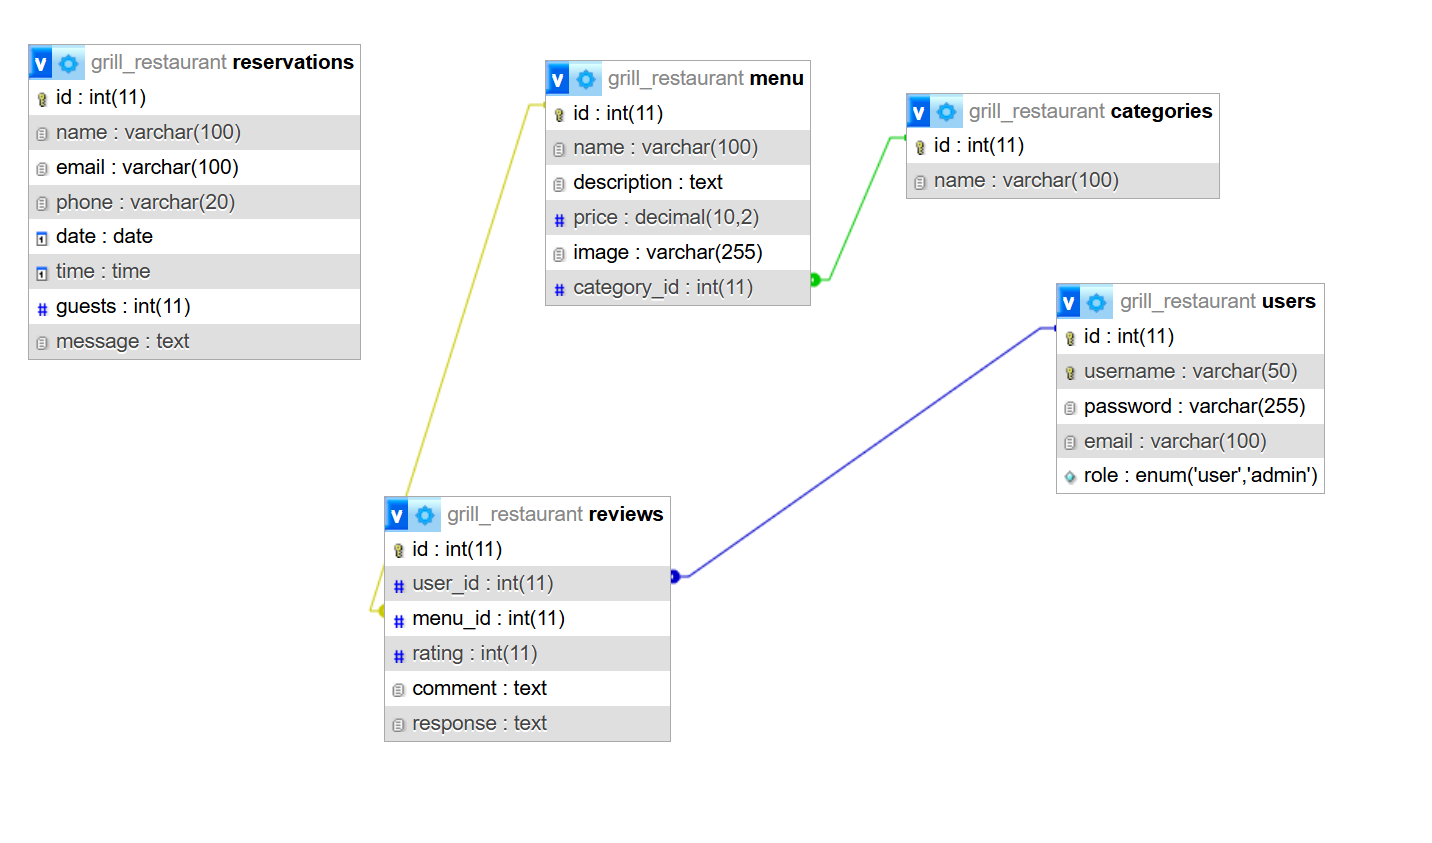 v grill_restaurant reservations
id : int(11)
name : varchar(100)
email : varchar(100)
phone : varchar(20)
date : date
time : time
# guests : int(11)
message : text
v grill_restaurant menu
id : int(11)
name : varchar(100)
description : text
# price : decimal(10,2)
image : varchar(255)
# category_id : int(11)
v grill_restaurant categories
id : int(11)
name : varchar(100)
v grill_restaurant users
id : int(11)
username : varchar(50)
password : varchar(255)
email : varchar(100)
role : enum('user','admin')
v grill_restaurant reviews
id : int(11)
# user_id : int(11)
# menu_id : int(11)
# rating : int(11)
comment : text
response : text